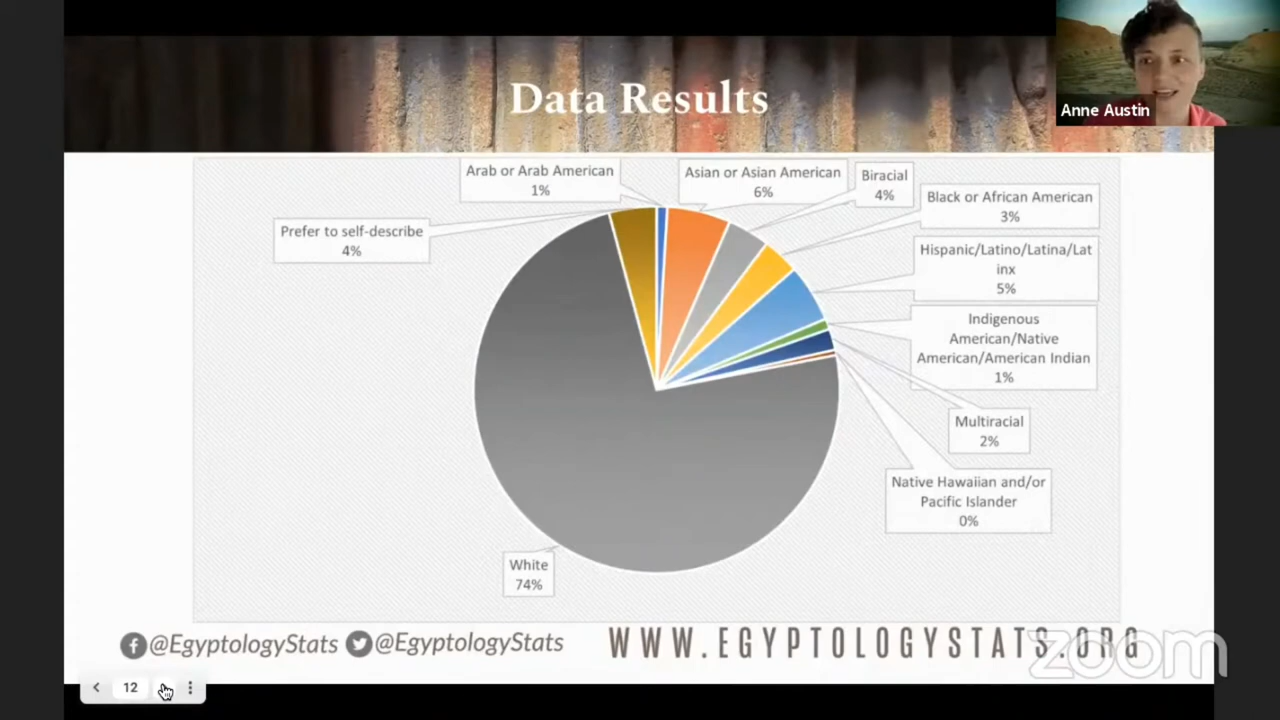 Data Results
Anne Austin
Arab or Arab American
1%
Asian or Asian American
6%
Biracial
4%
Black or African American
3%
Prefer to self-describe
4%
Hispanic/Latino/Latina/Lat
inx
5%
Indigenous
American/Native
American/American Indian
1%
Multiracial
2%
Native Hawaiian and/or
Pacific Islander
0%
White
74%
@EgyptologyStats @EgyptologyStats
WWW.EGYPTOLOGYSTATS.ORG
zoom
12